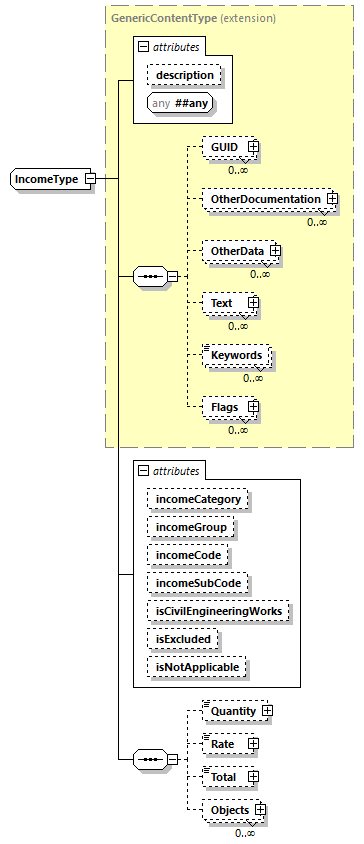 GenericContentType (extension)
attributes
description
any ##any
IncomeType
GUID
0..∞
OtherDocumentation
0..∞
OtherData
0..∞
Text
0..∞
Keywords
0..∞
Flags
0..∞
attributes
incomeCategory
incomeGroup
incomeCode
incomeSubCode
isCivilEngineeringWorks
isExcluded
isNotApplicable
Quantity
Rate
Total
Objects
0..∞